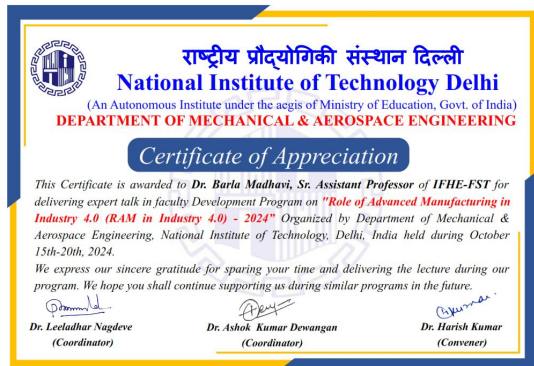 राष्ट्रीय प्रौद्योगिकी संस्थान दिल्ली
National Institute of Technology Delhi
(An Autonomous Institute under the aegis of Ministry of Education, Govt. of India)
DEPARTMENT OF MECHANICAL & AEROSPACE ENGINEERING
Certificate of Appreciation
This Certificate is awarded to Dr. Barla Madhavi, Sr. Assistant Professor of IFHE-FST for
delivering expert talk in faculty Development Program on "Role of Advanced Manufacturing in
Industry 4.0 (RAM in Industry 4.0) - 2024” Organized by Department of Mechanical &
Aerospace Engineering, National Institute of Technology, Delhi, India held during October
15th-20th, 2024.
We express our sincere gratitude for sparing your time and delivering the lecture during our
program. We hope you shall continue supporting us during similar programs in the future.
Dr. Leeladhar Nagdeve
(Coordinator)
Dr. Ashok Kumar Dewangan
(Coordinator)
Dr. Harish Kumar
(Convener)